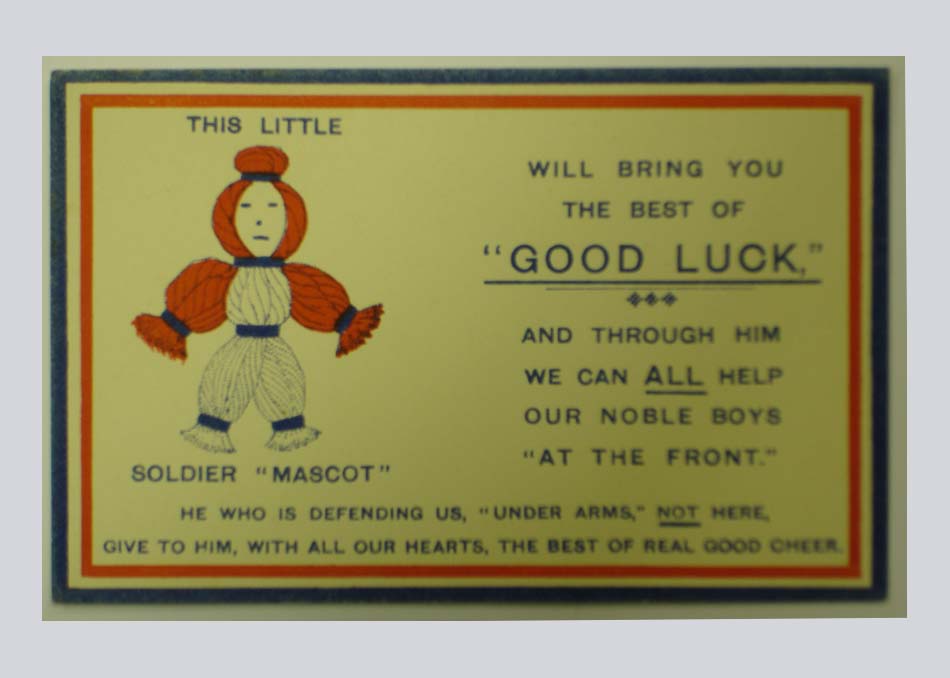 THIS LITTLE
SOLDIER “MASCOT”
WILL BRING YOU
THE BEST OF
“GOOD LUCK,”
AND THROUGH HIM
WE CAN ALL HELP
OUR NOBLE BOYS
“AT THE FRONT.”
HE WHO IS DEFENDING US, “UNDER ARMS,” NOT HERE,
GIVE TO HIM, WITH ALL OUR HEARTS, THE BEST OF REAL GOOD CHEER.